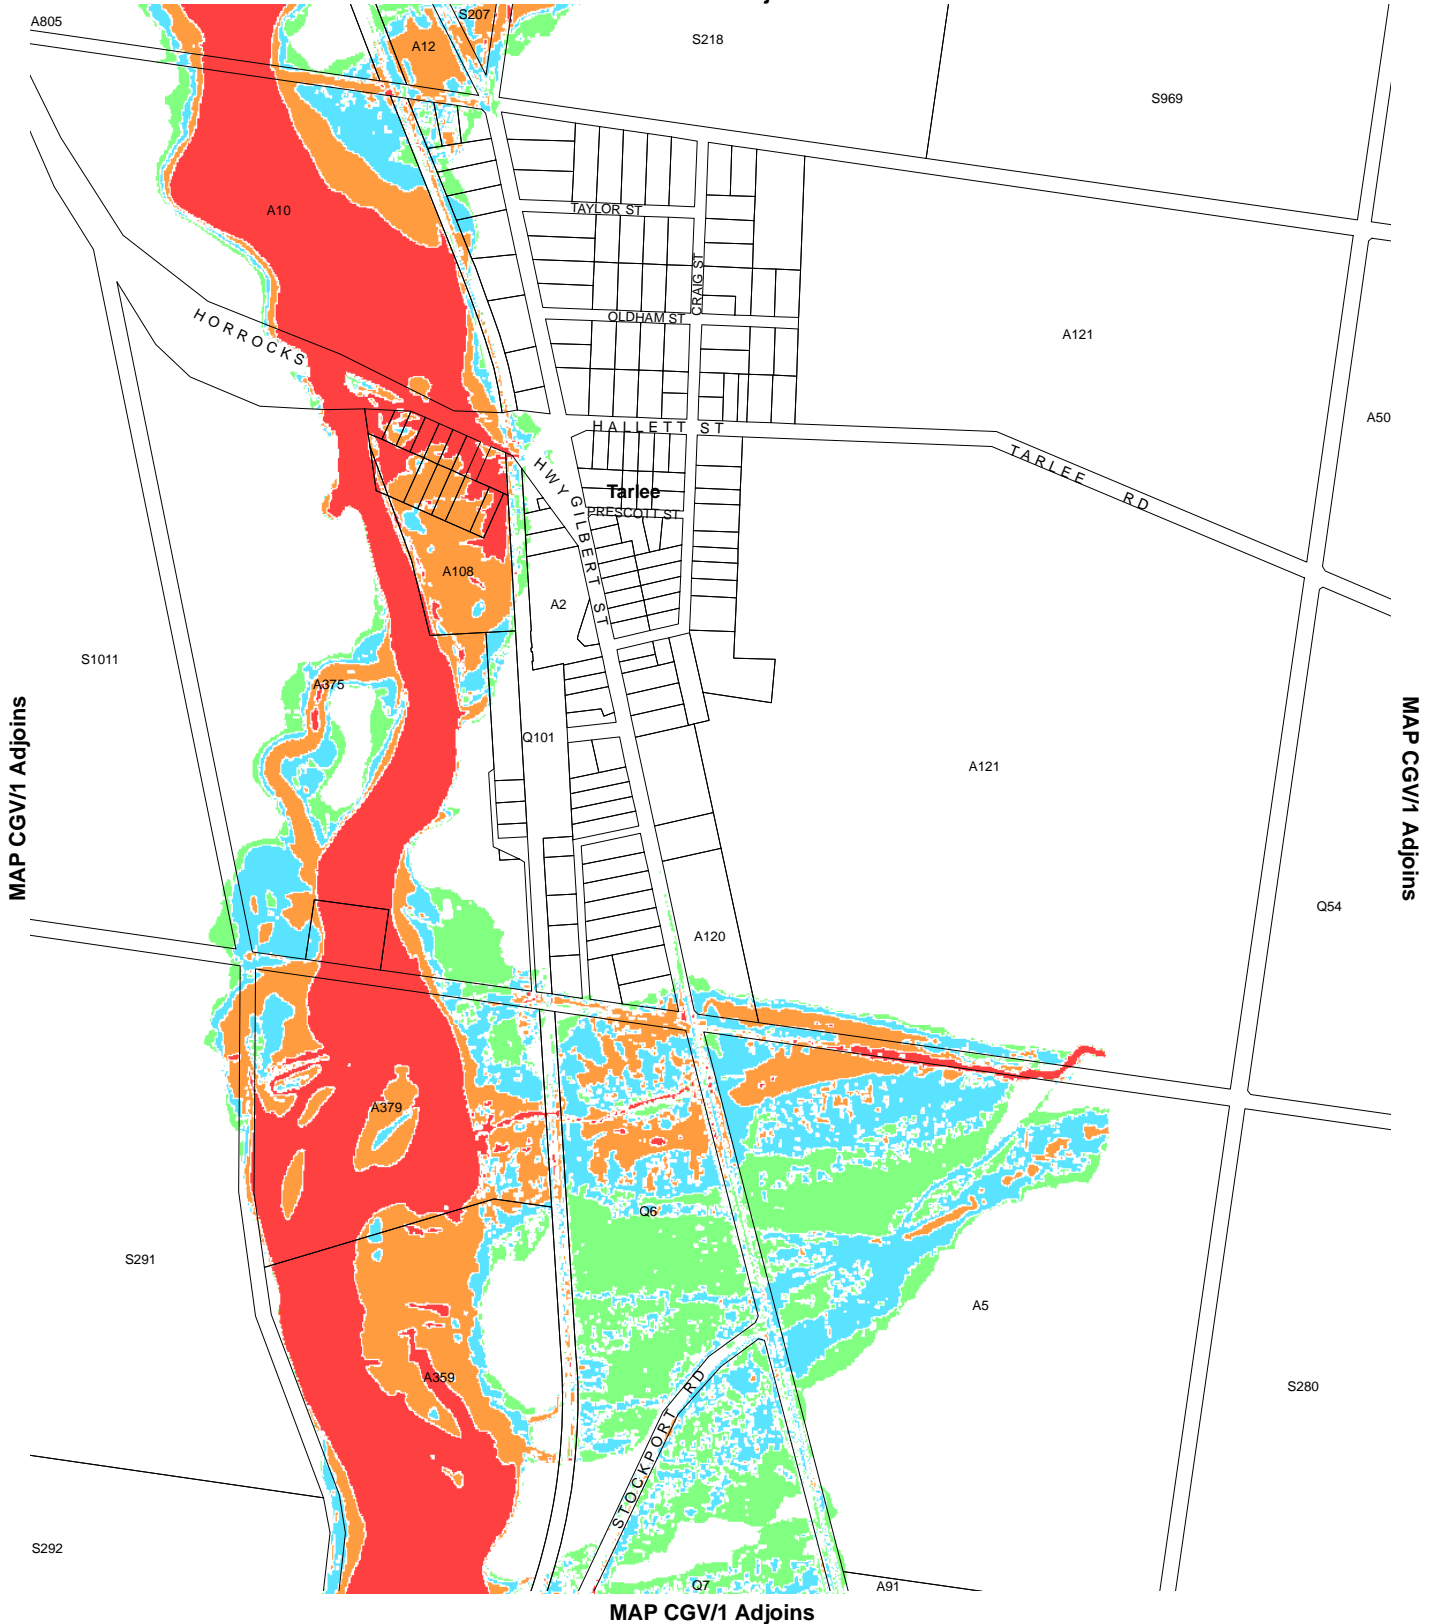 A805
S207
A12
S218
S969
A10
TAYLOR ST
CRAIG ST
HORROCKS
OLDHAM ST
A121
A50
HALLETT ST
TARLEE RD
HWY
GILBERT ST
Tarlee
PRESCOTT ST
A108
A2
S1011
A375
MAP CGV/1 Adjoins
MAP CGV/1 Adjoins
Q101
A121
Q54
A120
A379
Q6
S291
A5
A359
S280
STOCKPORT RD
S292
Q7
A91
MAP CGV/1 Adjoins